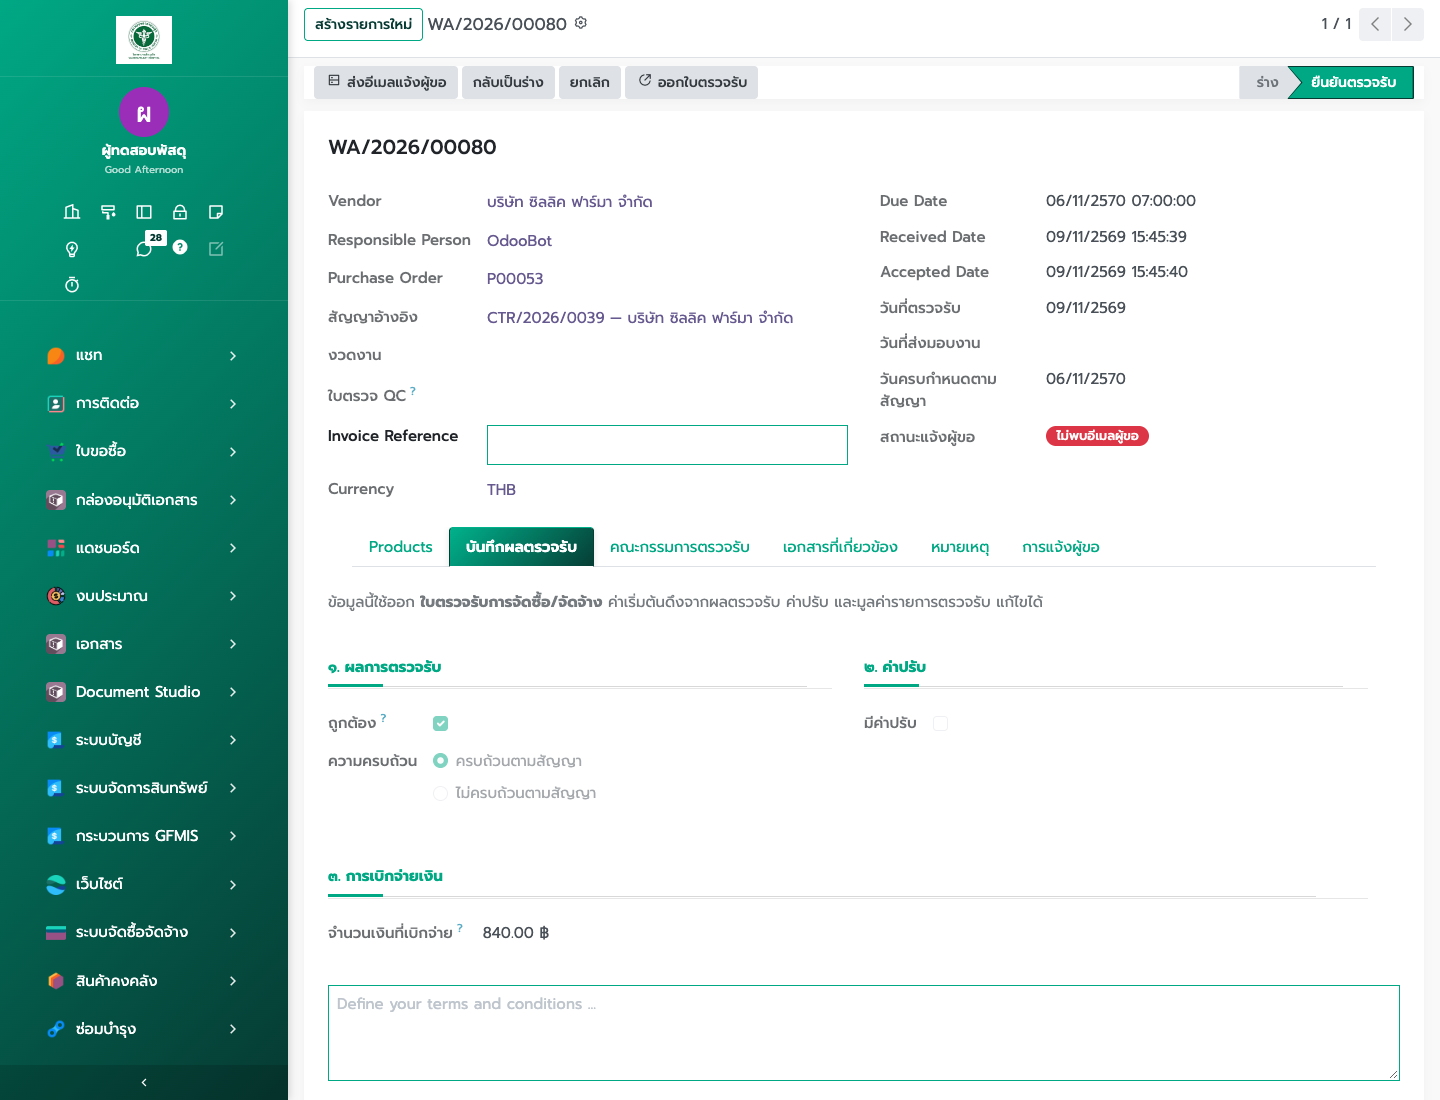 สร้างรายการใหม่ WA/2026/00080 1 / 1
ส่งอีเมลแจ้งผู้ขอ กลับเป็นร่าง ยกเลิก ออกใบตรวจรับ ร่าง ยืนยันตรวจรับ
ผ
ผู้ทดสอบพัสดุ
Good Afternoon
28
?
แชท
การติดต่อ
ใบขอซื้อ
กล่องอนุมัติเอกสาร
แดชบอร์ด
งบประมาณ
เอกสาร
Document Studio
ระบบบัญชี
ระบบจัดการสินทรัพย์
กระบวนการ GFMIS
เว็บไซต์
ระบบจัดซื้อจัดจ้าง
สินค้าคงคลัง
ซ่อมบำรุง
WA/2026/00080
Vendor บริษัท ซิลลิค ฟาร์มา จำกัด
Responsible Person OdooBot
Purchase Order P00053
สัญญาอ้างอิง CTR/2026/0039 — บริษัท ซิลลิค ฟาร์มา จำกัด
งวดงาน
ใบตรวจ QC ?
Invoice Reference
Currency THB
Due Date 06/11/2570 07:00:00
Received Date 09/11/2569 15:45:39
Accepted Date 09/11/2569 15:45:40
วันที่ตรวจรับ 09/11/2569
วันที่ส่งมอบงาน
วันครบกำหนดตาม 06/11/2570
สัญญา
สถานะแจ้งผู้ขอ ไม่พบอีเมลผู้ขอ
Products บันทึกผลตรวจรับ คณะกรรมการตรวจรับ เอกสารที่เกี่ยวข้อง หมายเหตุ การแจ้งผู้ขอ
ข้อมูลนี้ใช้ออก ใบตรวจรับการจัดซื้อ/จัดจ้าง ค่าเริ่มต้นดึงจากผลตรวจรับ ค่าปรับ และมูลค่ารายการตรวจรับ แก้ไขได้
๑. ผลการตรวจรับ
ถูกต้อง ?
ความครบถ้วน ครบถ้วนตามสัญญา
ไม่ครบถ้วนตามสัญญา
๒. ค่าปรับ
มีค่าปรับ
๓. การเบิกจ่ายเงิน
จำนวนเงินที่เบิกจ่าย ? 840.00 ฿
Define your terms and conditions ...